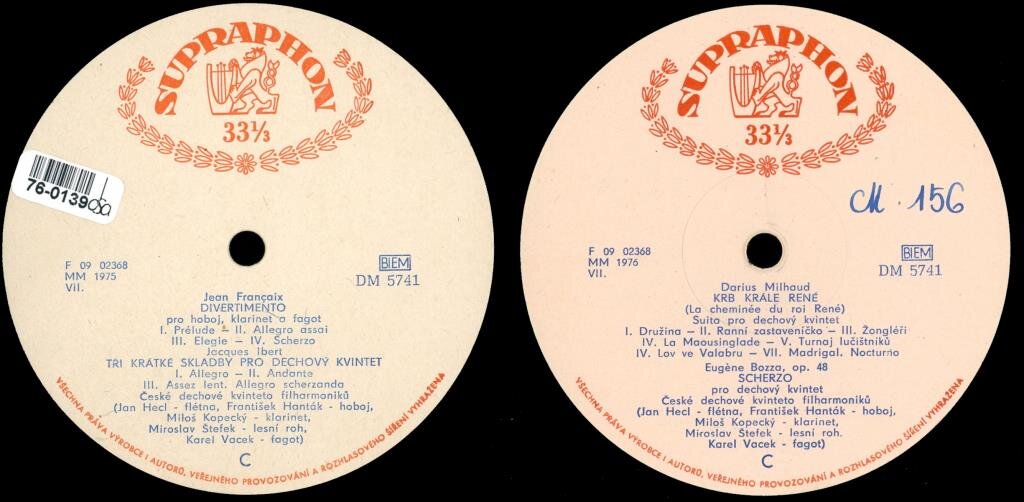 SUPRAPHON
33⅓
76-0139
F 09 02368
MM 1975
VII.
BIEM
DM 5741
Jean Françaix
DIVERTIMENTO
pro hoboj, klarinet a fagot
I. Prélude - II. Allegro assai
III. Elegie - IV. Scherzo
Jacques Ibert
TŘI KRÁTKÉ SKLADBY PRO DECHOVÝ KVINTET
I. Allegro - II. Andante
III. Assez lent. Allegro scherzanda
České dechové kvinteto filharmoniků
(Jan Hecl - flétna, František Hanták - hoboj,
Miloš Kopecký - klarinet,
Miroslav Štefek - lesní roh,
Karel Vacek - fagot)
C
VŠECHNA PRÁVA VÝROBCE I AUTORŮ, VEŘEJNÉHO PROVOZOVÁNÍ A ROZHLASOVÉHO ŠÍŘENÍ VYHRAŽENA
SUPRAPHON
33⅓
M. 156
F 09 02368
MM 1976
VII.
BIEM
DM 5741
Darius Milhaud
KRB KRÁLE RENÉ
(La cheminée du roi René)
Suita pro dechový kvintet
I. Družina - II. Ranní zastaveníčko - III. Žongléři
IV. La Maousinglade - V. Turnaj lučištníků
IV. Lov ve Valabru - VII. Madrigal. Nocturno
Eugène Bozza, op. 48
SCHERZO
pro dechový kvintet
České dechové kvinteto filharmoniků
(Jan Hecl - flétna, František Hanták - hoboj,
Miloš Kopecký - klarinet,
Miroslav Štefek - lesní roh.
Karel Vacek - fagot)
C
VŠECHNA PRÁVA VÝROBCE I AUTORŮ, VEŘEJNÉHO PROVOZOVÁNÍ A ROZHLASOVÉHO ŠÍŘENÍ VYHRAŽENA